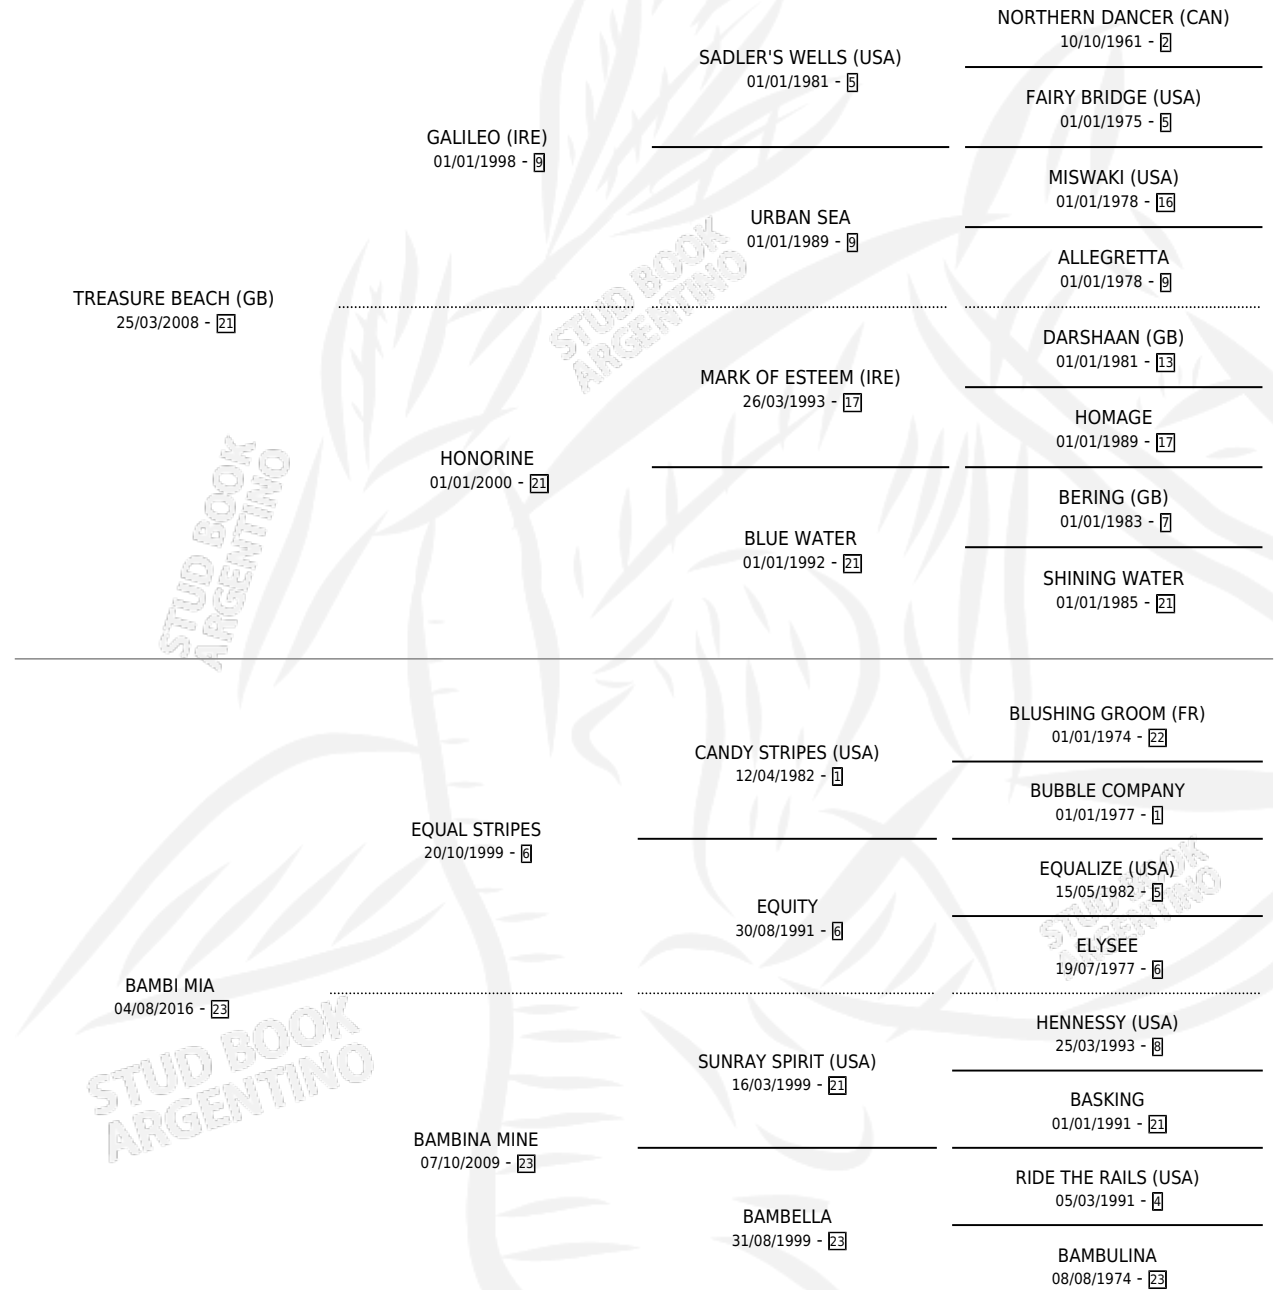 NORTHERN DANCER (CAN)
10/10/1961 - 2
SADLER'S WELLS (USA)
01/01/1981 - 5
FAIRY BRIDGE (USA)
01/01/1975 - 5
GALILEO (IRE)
01/01/1998 - 9
MISWAKI (USA)
01/01/1978 - 16
URBAN SEA
01/01/1989 - 9
ALLEGRETTA
01/01/1978 - 9
TREASURE BEACH (GB)
25/03/2008 - 21
STUD BOOK
ARGENTINO
DARSHAAN (GB)
01/01/1981 - 13
MARK OF ESTEEM (IRE)
26/03/1993 - 17
HOMAGE
01/01/1989 - 17
HONORINE
01/01/2000 - 21
STUD BOOK
ARGENTINO
BERING (GB)
01/01/1983 - 7
BLUE WATER
01/01/1992 - 21
SHINING WATER
01/01/1985 - 21
BLUSHING GROOM (FR)
01/01/1974 - 22
CANDY STRIPES (USA)
12/04/1982 - 1
BUBBLE COMPANY
01/01/1977 - 1
EQUAL STRIPES
20/10/1999 - 6
EQUALIZE (USA)
15/05/1982 - 5
EQUITY
30/08/1991 - 6
STUD BOOK
ARGENTINO
ELYSEE
19/07/1977 - 6
BAMBI MIA
04/08/2016 - 23
STUD BOOK
ARGENTINO
HENNESSY (USA)
25/03/1993 - 8
SUNRAY SPIRIT (USA)
16/03/1999 - 21
BASKING
01/01/1991 - 21
BAMBINA MINE
07/10/2009 - 23
RIDE THE RAILS (USA)
05/03/1991 - 4
BAMBELLA
31/08/1999 - 23
BAMBULINA
08/08/1974 - 23